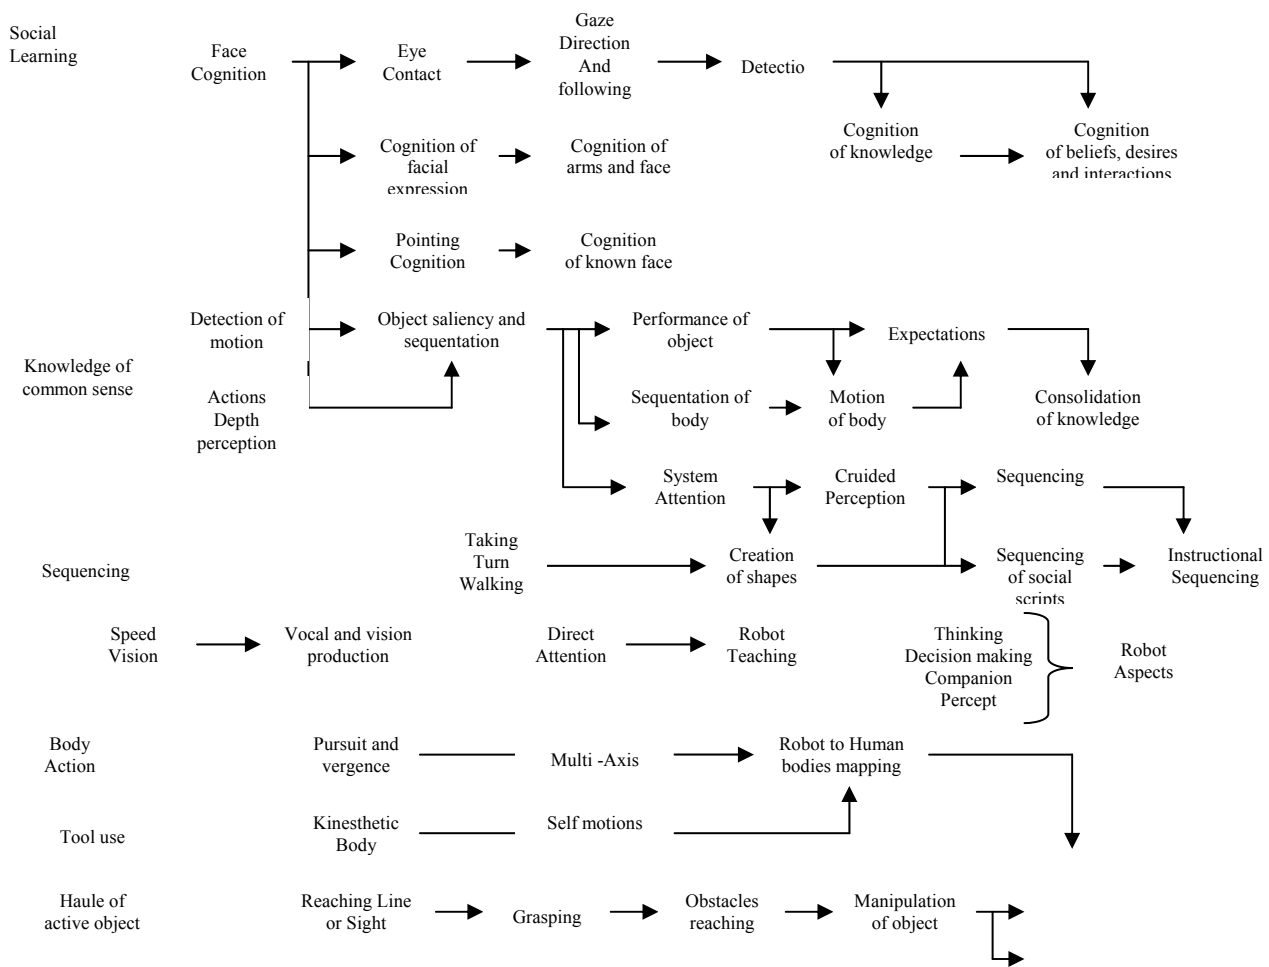 Social
Learning
Face
Cognition
Eye
Contact
Gaze
Direction
And
following
Detectio
Cognition
of knowledge
Cognition
of beliefs, desires
and interactions
Cognition of
facial
expression
Cognition of
arms and face
Pointing
Cognition
Cognition
of known face
Detection of
motion
Object saliency and
sequentation
Performance of
object
Expectations
Knowledge of
common sense
Actions
Depth
perception
Sequentation of
body
Motion
of body
Consolidation
of knowledge
System
Attention
Cruided
Perception
Sequencing
Sequencing
Taking
Turn
Walking
Creation
of shapes
Sequencing
of social
scripts
Instructional
Sequencing
Speed
Vision
Vocal and vision
production
Direct
Attention
Robot
Teaching
Thinking
Decision making
Companion
Percept
Robot
Aspects
Body
Action
Pursuit and
vergence
Multi -Axis
Robot to Human
bodies mapping
Tool use
Kinesthetic
Body
Self motions
Haule of
active object
Reaching Line
or Sight
Grasping
Obstacles
reaching
Manipulation
of object